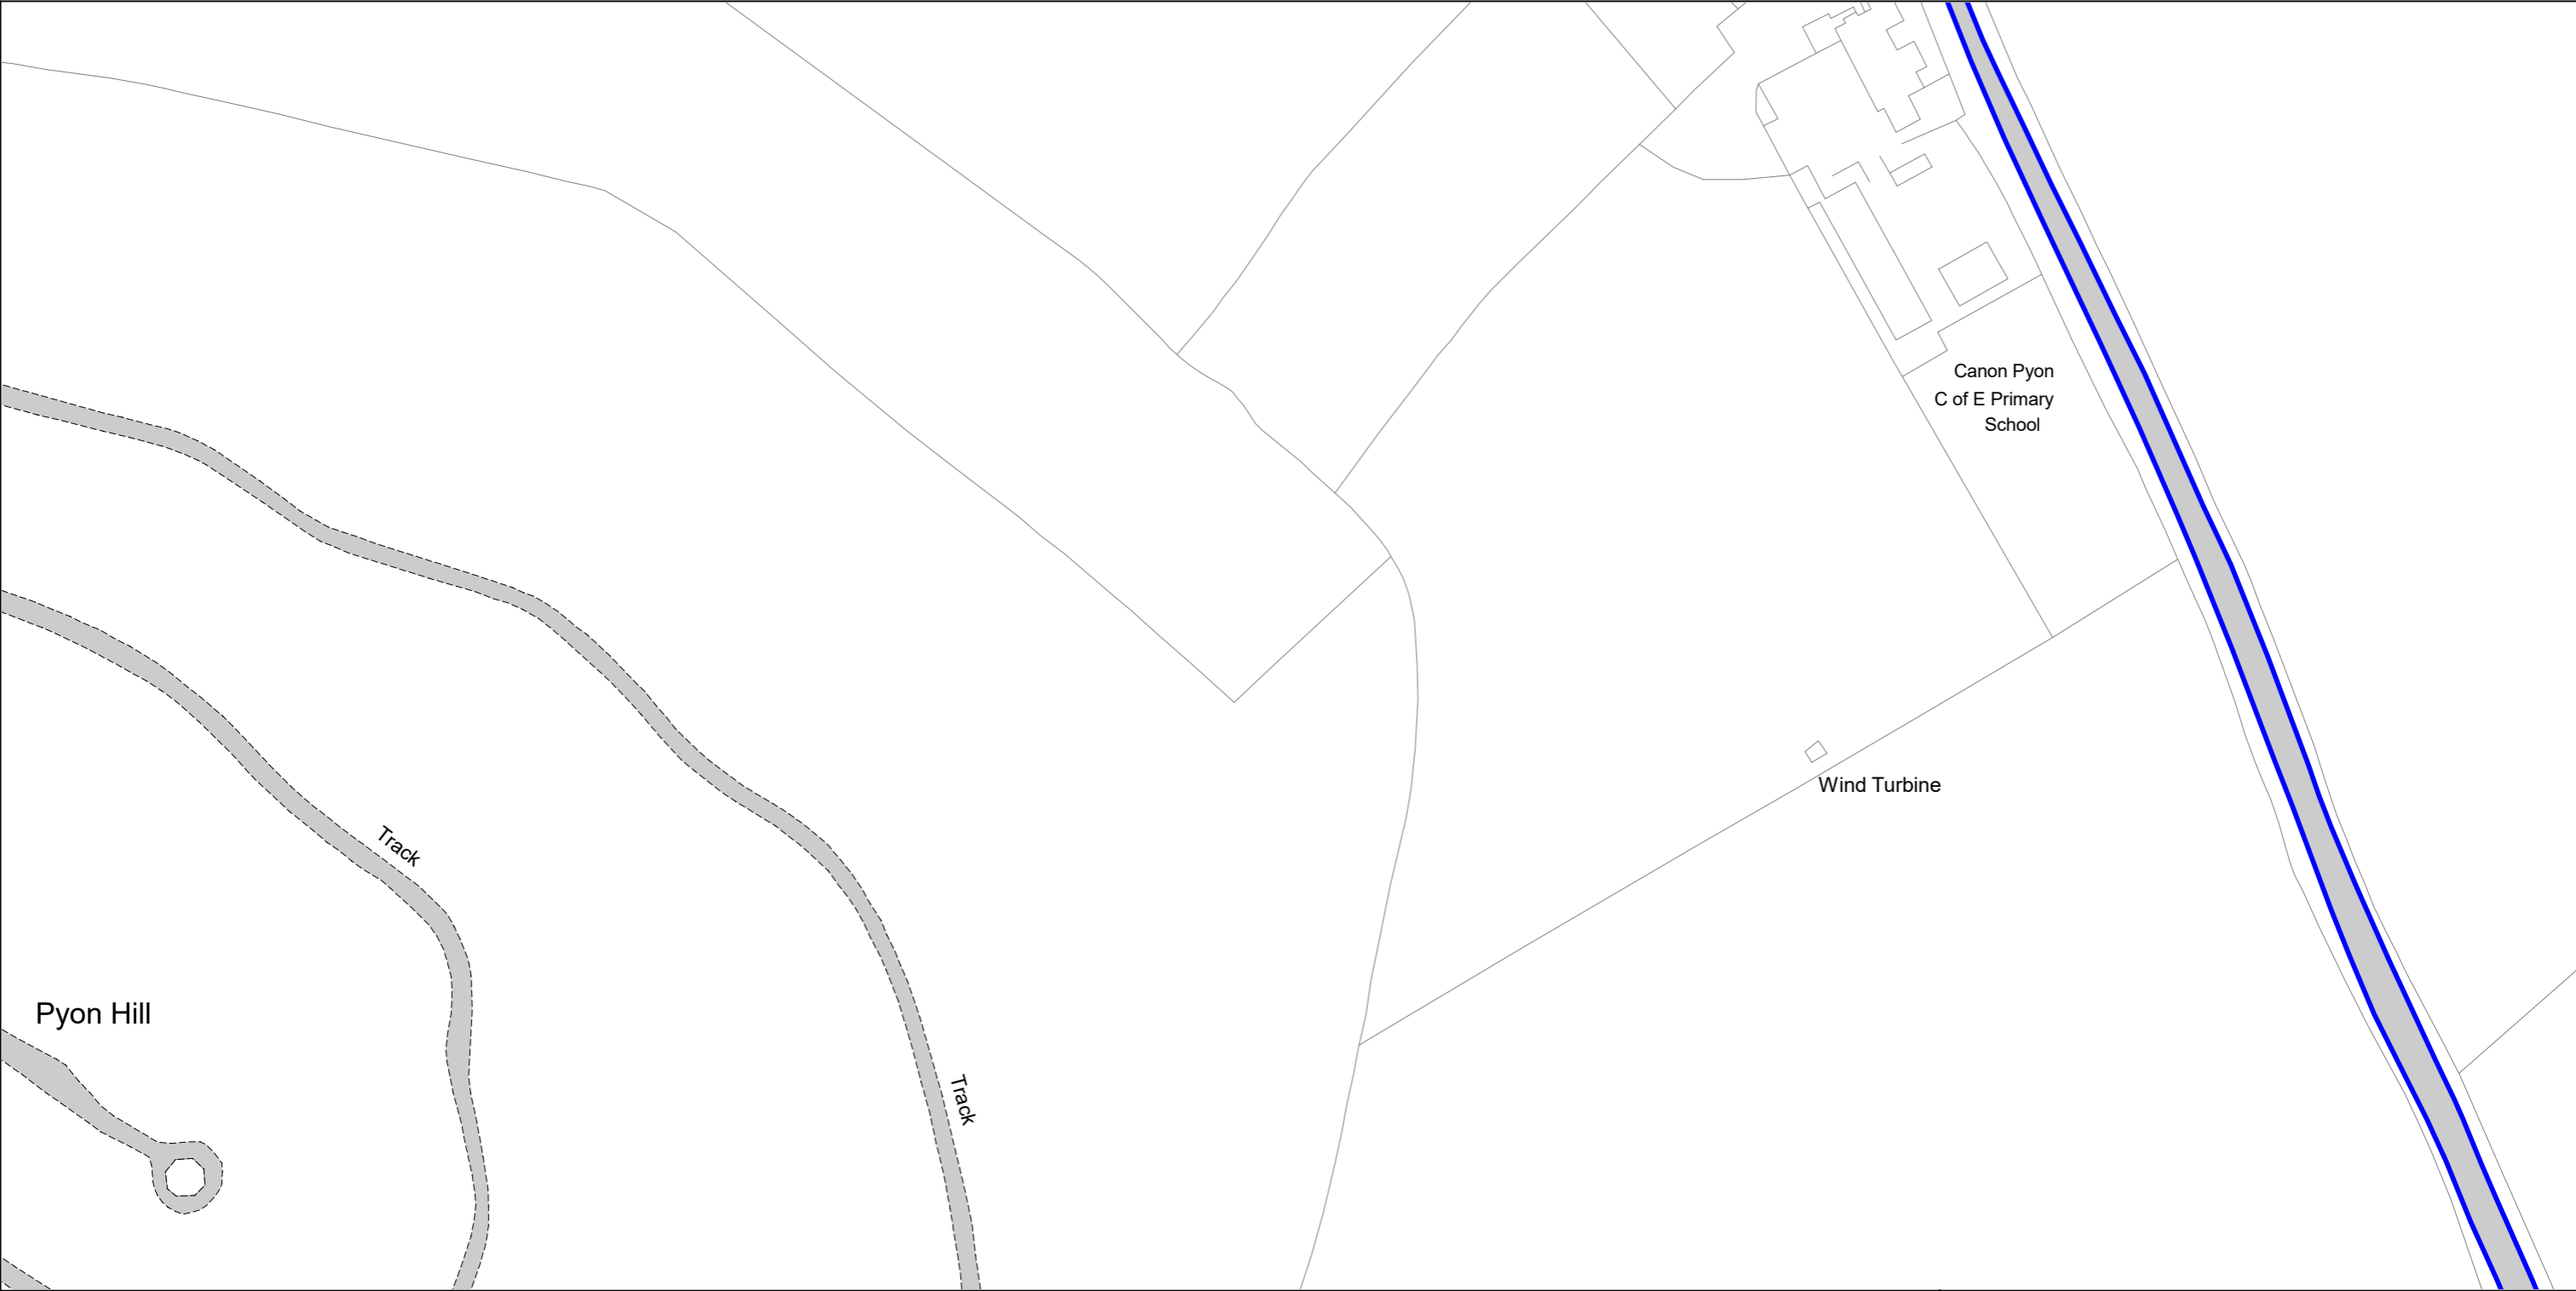 Canon Pyon
C of E Primary
School
Wind Turbine
Track
Pyon Hill
Track